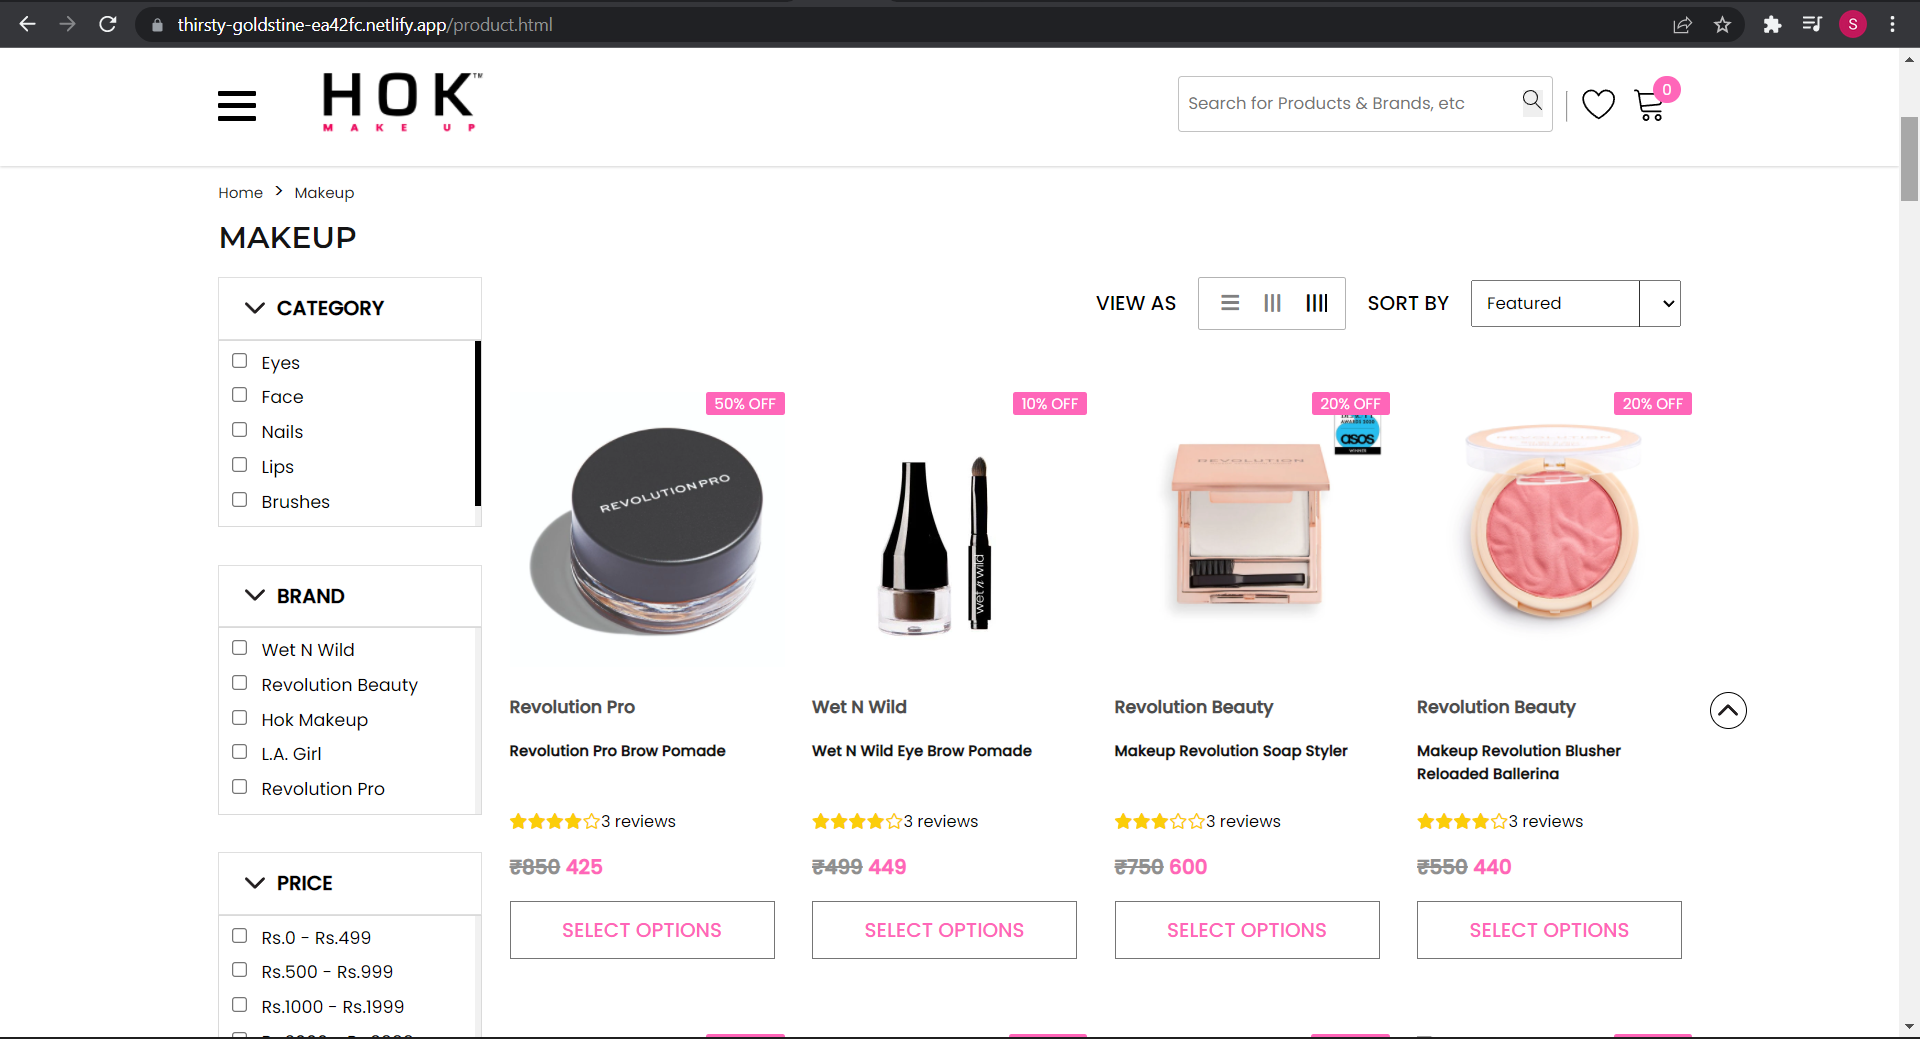 thirsty-goldstine-ea42fc.netlify.app/product.html
S
HOK™
MAKE UP
Search for Products & Brands, etc
0
Home > Makeup
MAKEUP
CATEGORY
Eyes
Face
Nails
Lips
Brushes
BRAND
Wet N Wild
Revolution Beauty
Hok Makeup
L.A. Girl
Revolution Pro
PRICE
Rs.0 - Rs.499
Rs.500 - Rs.999
Rs.1000 - Rs.1999
VIEW AS
SORT BY
Featured
50% OFF
REVOLUTION PRO
Revolution Pro
Revolution Pro Brow Pomade
3 reviews
₹850 425
SELECT OPTIONS
10% OFF
wet n wild
Wet N Wild
Wet N Wild Eye Brow Pomade
3 reviews
₹499 449
SELECT OPTIONS
20% OFF
AWARDS 2020
asos
WINNER
REVOLUTION
Revolution Beauty
Makeup Revolution Soap Styler
3 reviews
₹750 600
SELECT OPTIONS
20% OFF
REVOLUTION
Revolution Beauty
Makeup Revolution Blusher
Reloaded Ballerina
3 reviews
₹550 440
SELECT OPTIONS